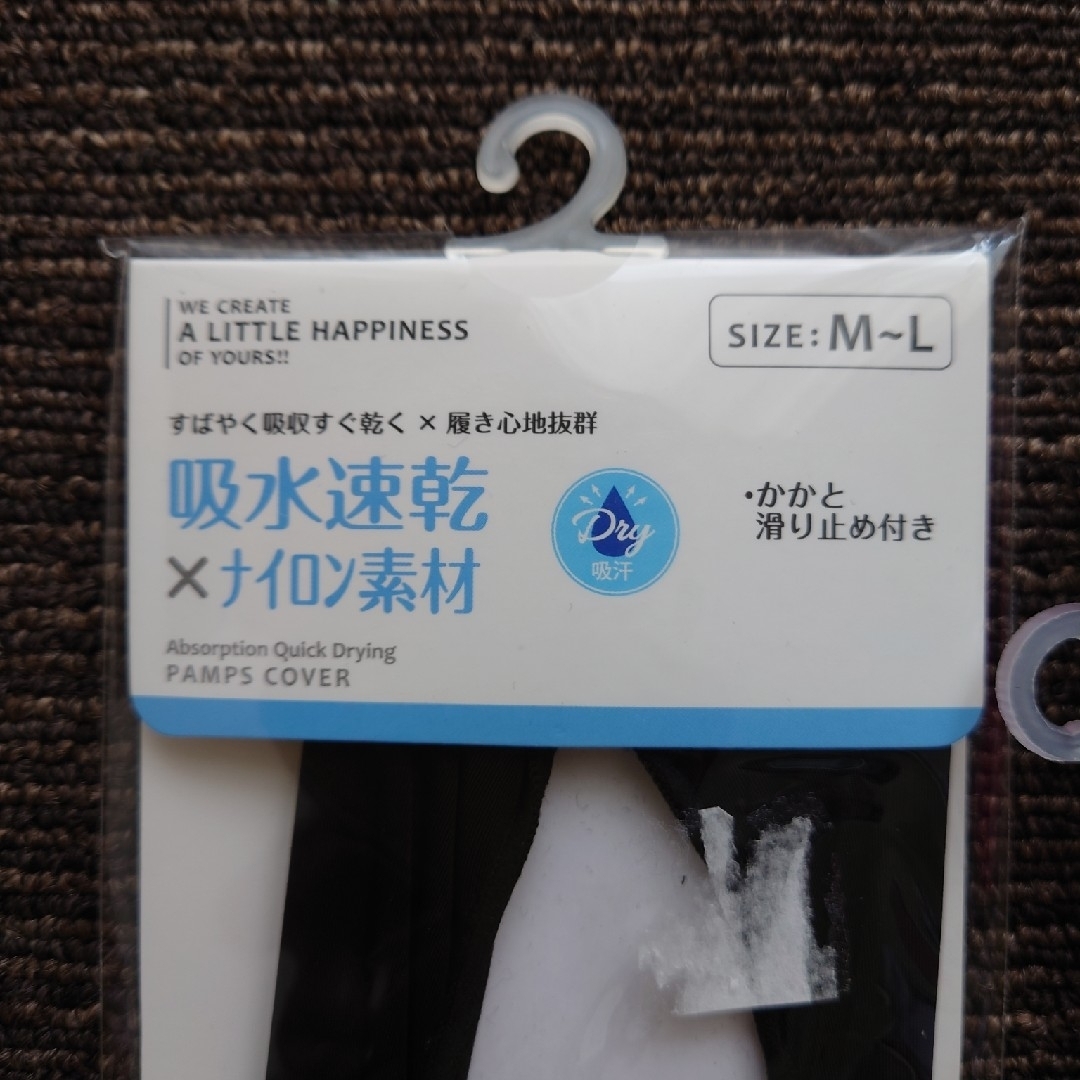 WE CREATE
A LITTLE HAPPINESS
OF YOURS!!
SIZE: M~L
すばやく吸収すぐ乾く × 履き心地抜群
吸水速乾
×ナイロン素材
Dry
吸汗
・かかと
滑り止め付き
Absorption Quick Drying
PAMPS COVER